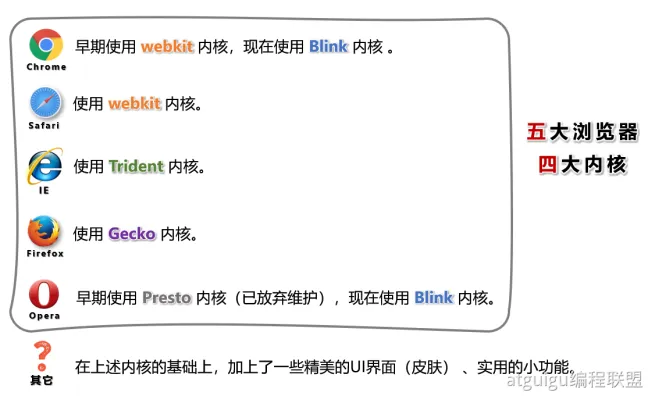 早期使用 webkit 内核，现在使用 Blink 内核 。
Chrome
使用 webkit 内核。
Safari
五大浏览器
四大内核
使用 Trident 内核。
IE
使用 Gecko 内核。
Firefox
早期使用 Presto 内核（已放弃维护），现在使用 Blink 内核。
Opera
在上述内核的基础上，加上了一些精美的UI界面（皮肤） 、实用的小功能。
其它
atguigu编程联盟